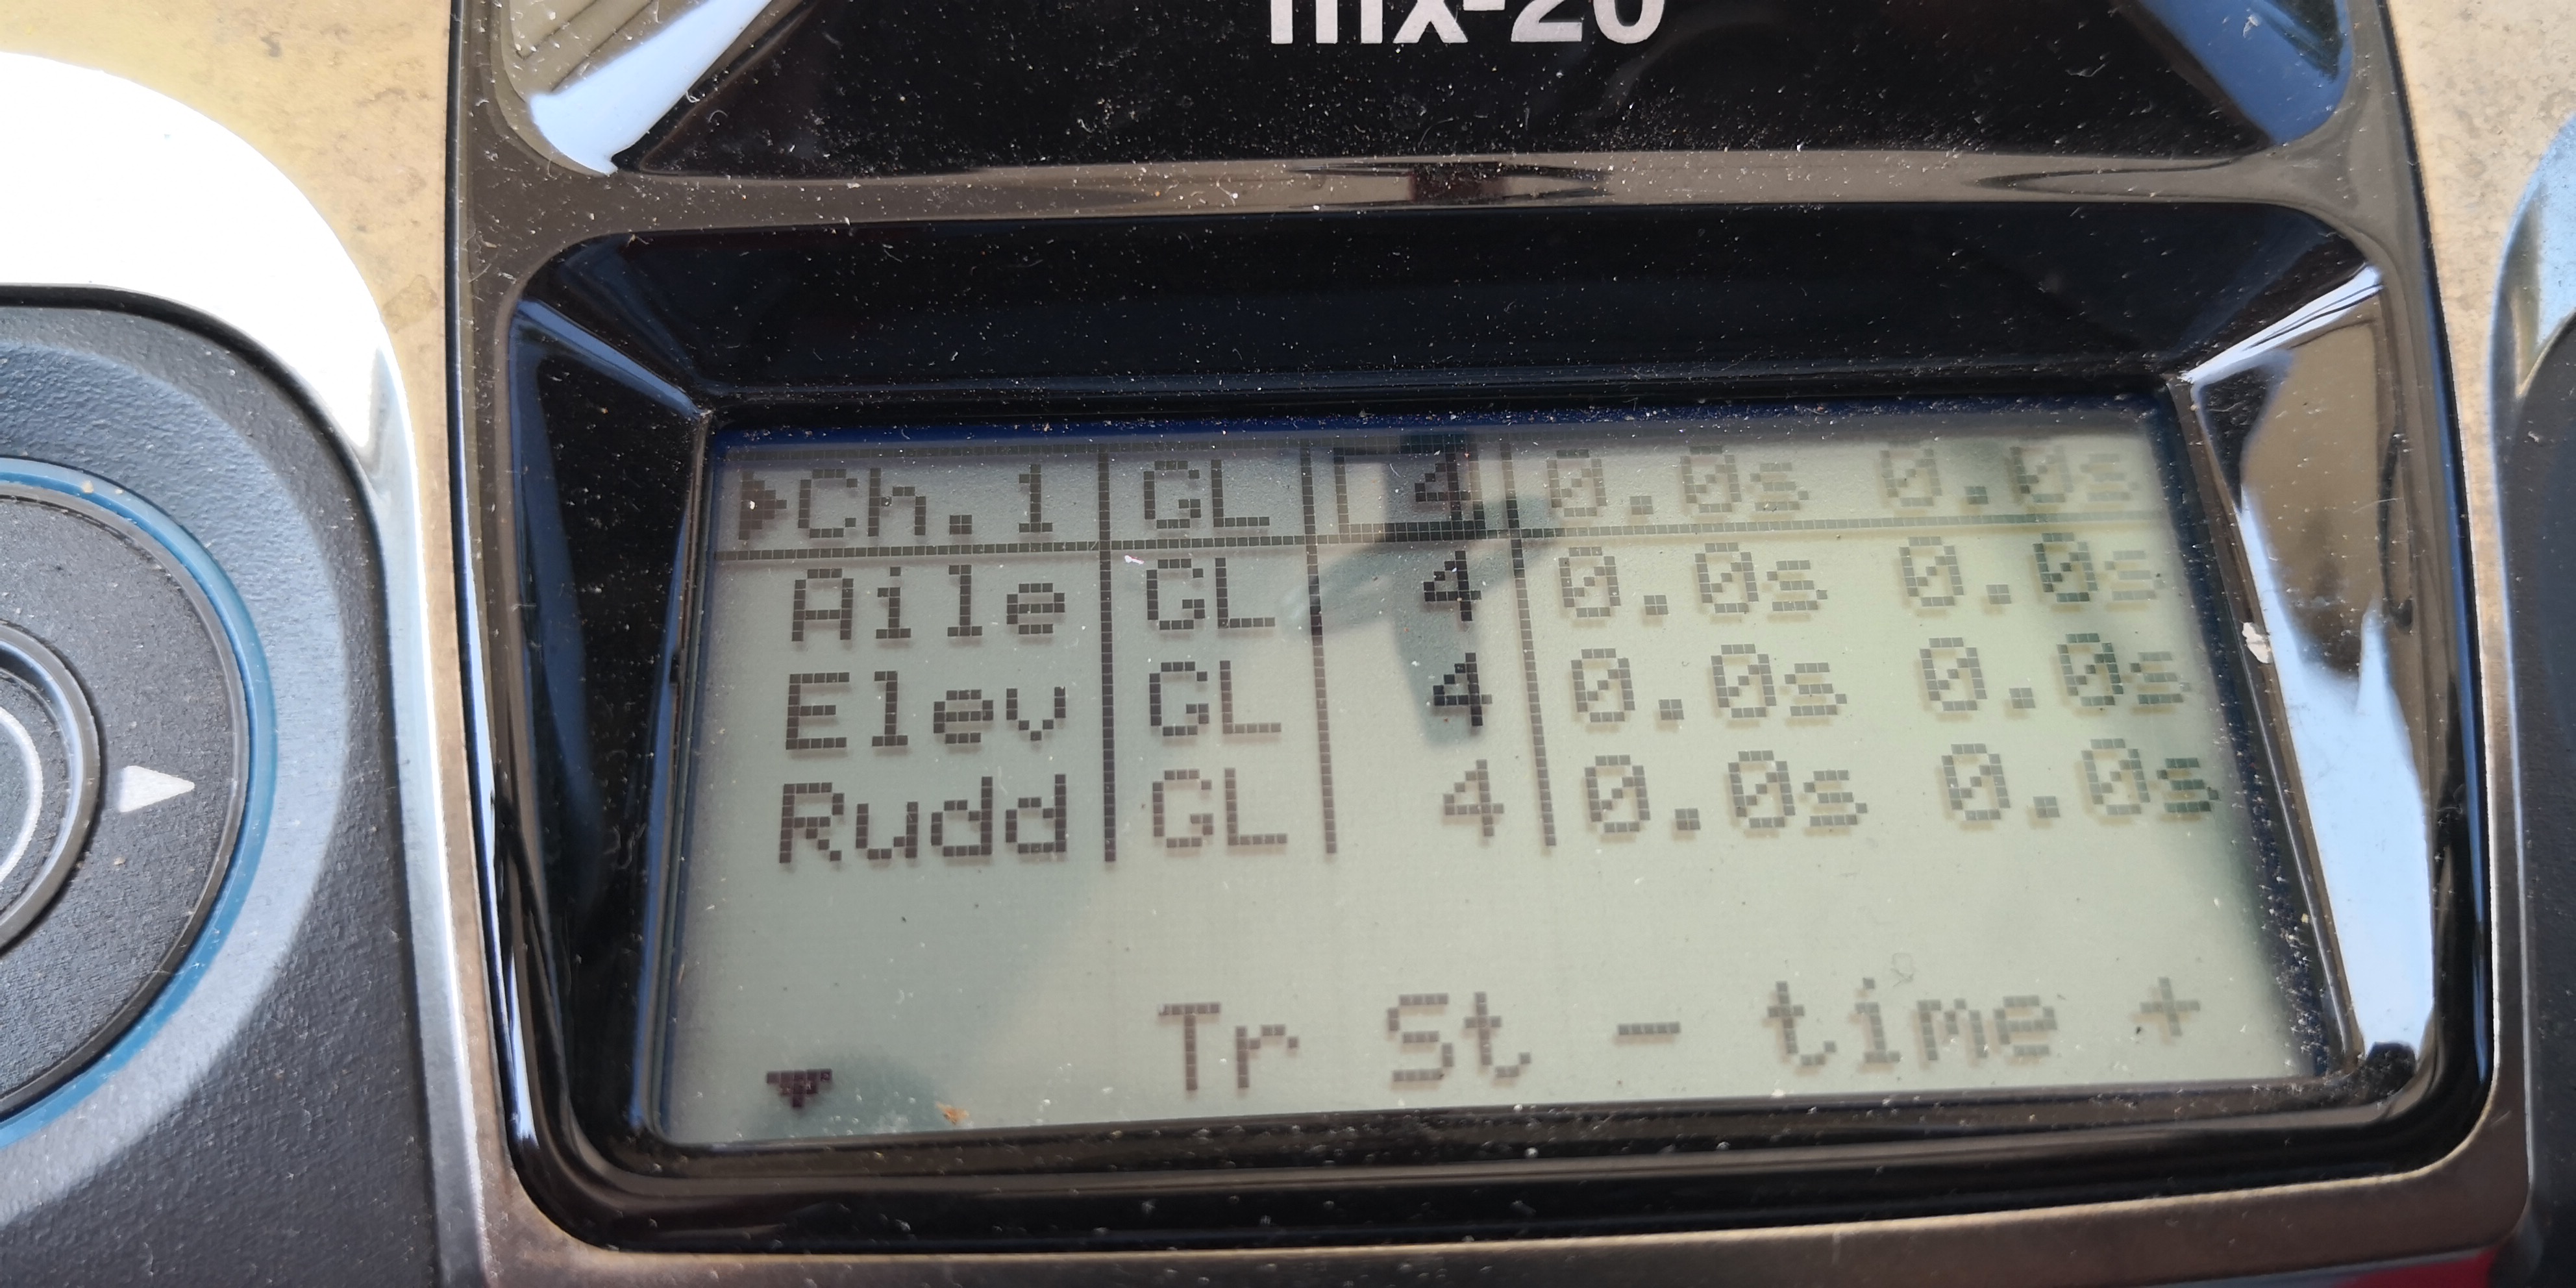 mx-20
▶Ch.1 GL 4 0.0s 0.0s
Aile GL 4 0.0s 0.0s
Elev GL 4 0.0s 0.0s
Rudd GL 4 0.0s 0.0s
▼ Tr St - time +